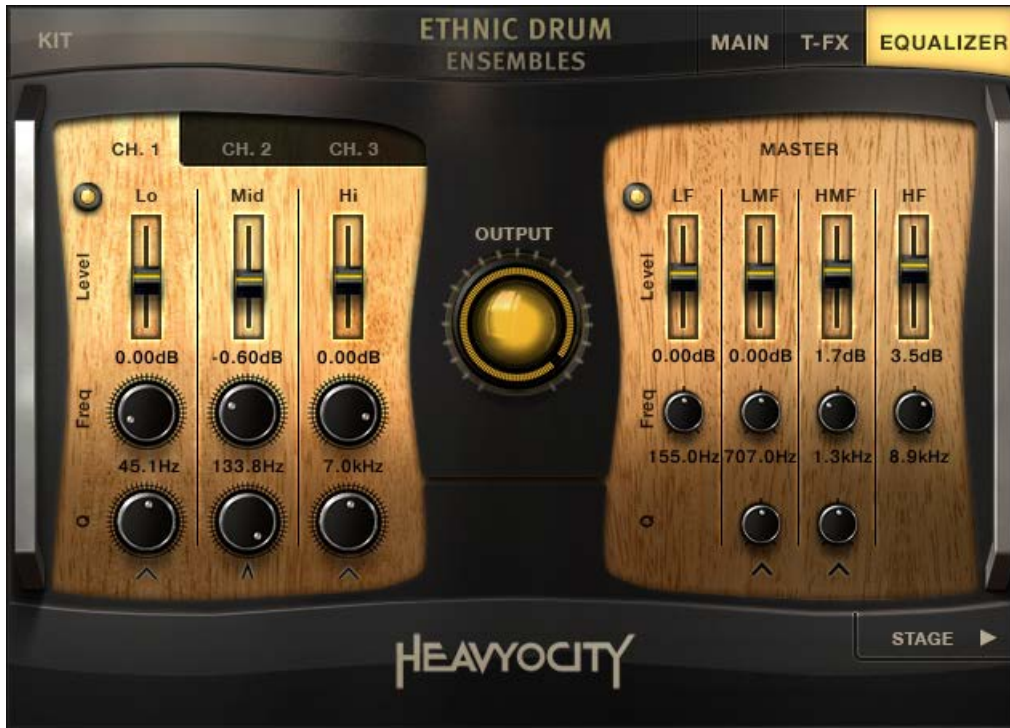 KIT
ETHNIC DRUM
ENSEMBLES
MAIN
T-FX
EQUALIZER
CH. 1
CH. 2
CH. 3
Lo
Mid
Hi
Level
0.00dB
-0.60dB
0.00dB
Freq
45.1Hz
133.8Hz
7.0kHz
Q
OUTPUT
MASTER
LF
LMF
HMF
HF
Level
0.00dB
0.00dB
1.7dB
3.5dB
Freq
155.0Hz
707.0Hz
1.3kHz
8.9kHz
Q
STAGE
HEAVYOCITY